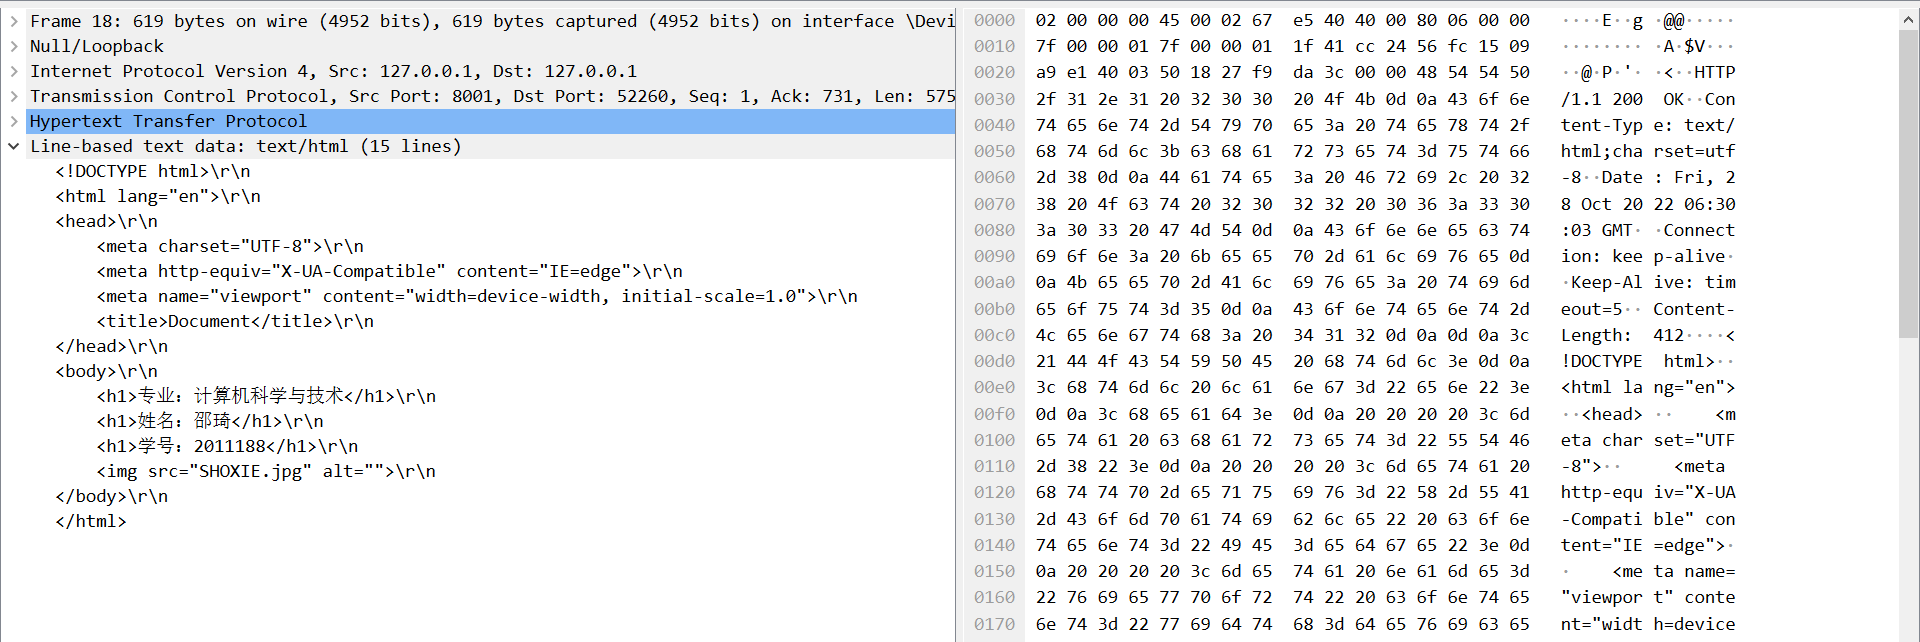 Frame 18: 619 bytes on wire (4952 bits), 619 bytes captured (4952 bits) on interface \Devi
Null/Loopback
Internet Protocol Version 4, Src: 127.0.0.1, Dst: 127.0.0.1
Transmission Control Protocol, Src Port: 8001, Dst Port: 52260, Seq: 1, Ack: 731, Len: 575
Hypertext Transfer Protocol
Line-based text data: text/html (15 lines)
<!DOCTYPE html>\r\n
<html lang="en">\r\n
<head>\r\n
<meta charset="UTF-8">\r\n
<meta http-equiv="X-UA-Compatible" content="IE=edge">\r\n
<meta name="viewport" content="width=device-width, initial-scale=1.0">\r\n
<title>Document</title>\r\n
</head>\r\n
<body>\r\n
<h1>专业：计算机科学与技术</h1>\r\n
<h1>姓名：邵琦</h1>\r\n
<h1>学号：2011188</h1>\r\n
<img src="SHOXIE.jpg" alt="">\r\n
</body>\r\n
</html>
0000 02 00 00 00 45 00 02 67 e5 40 40 00 80 06 00 00 ····E··g ·@@·····
0010 7f 00 00 01 7f 00 00 01 1f 41 cc 24 56 fc 15 09 ········ ·A·$V···
0020 a9 e1 40 03 50 18 27 f9 da 3c 00 00 48 54 54 50 ··@·P·'· ·<··HTTP
0030 2f 31 2e 31 20 32 30 30 20 4f 4b 0d 0a 43 6f 6e /1.1 200 OK··Con
0040 74 65 6e 74 2d 54 79 70 65 3a 20 74 65 78 74 2f tent-Typ e: text/
0050 68 74 6d 6c 3b 63 68 61 72 73 65 74 3d 75 74 66 html;cha rset=utf
0060 2d 38 0d 0a 44 61 74 65 3a 20 46 72 69 2c 20 32 -8··Date : Fri, 2
0070 38 20 4f 63 74 20 32 30 32 32 20 30 36 3a 33 30 8 Oct 20 22 06:30
0080 3a 30 33 20 47 4d 54 0d 0a 43 6f 6e 6e 65 63 74 :03 GMT· ·Connect
0090 69 6f 6e 3a 20 6b 65 65 70 2d 61 6c 69 76 65 0d ion: kee p-alive·
00a0 0a 4b 65 65 70 2d 41 6c 69 76 65 3a 20 74 69 6d ·Keep-Al ive: tim
00b0 65 6f 75 74 3d 35 0d 0a 43 6f 6e 74 65 6e 74 2d eout=5·· Content-
00c0 4c 65 6e 67 74 68 3a 20 34 31 32 0d 0a 0d 0a 3c Length: 412····<
00d0 21 44 4f 43 54 59 50 45 20 68 74 6d 6c 3e 0d 0a !DOCTYPE html>··
00e0 3c 68 74 6d 6c 20 6c 61 6e 67 3d 22 65 6e 22 3e <html la ng="en">
00f0 0d 0a 3c 68 65 61 64 3e 0d 0a 20 20 20 20 3c 6d ··<head> ·· <m
0100 65 74 61 20 63 68 61 72 73 65 74 3d 22 55 54 46 eta char set="UTF
0110 2d 38 22 3e 0d 0a 20 20 20 20 3c 6d 65 74 61 20 -8">·· <meta
0120 68 74 74 70 2d 65 71 75 69 76 3d 22 58 2d 55 41 http-equ iv="X-UA
0130 2d 43 6f 6d 70 61 74 69 62 6c 65 22 20 63 6f 6e -Compati ble" con
0140 74 65 6e 74 3d 22 49 45 3d 65 64 67 65 22 3e 0d tent="IE =edge">·
0150 0a 20 20 20 20 3c 6d 65 74 61 20 6e 61 6d 65 3d · <me ta name=
0160 22 76 69 65 77 70 6f 72 74 22 20 63 6f 6e 74 65 "viewpor t" conte
0170 6e 74 3d 22 77 69 64 74 68 3d 64 65 76 69 63 65 nt="widt h=device